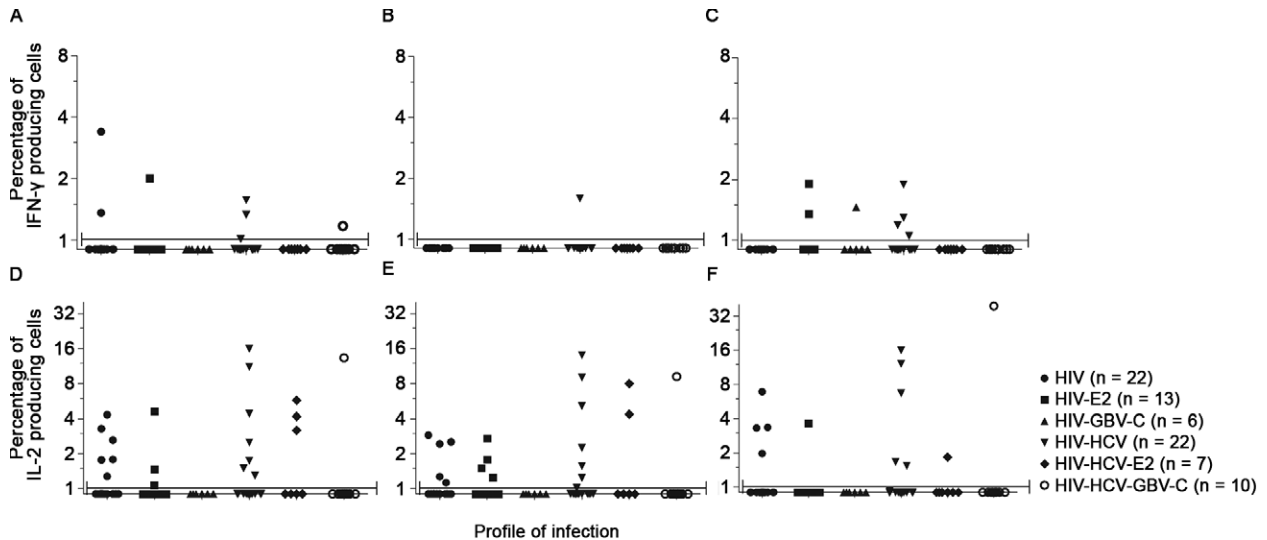 A
B
C
Percentage of
IFN-γ producing cells
8
4
2
1
8
4
2
1
8
4
2
1
D
E
F
Percentage of
IL-2 producing cells
32
16
8
4
2
1
32
16
8
4
2
1
32
16
8
4
2
1
HIV (n = 22)
HIV-E2 (n = 13)
HIV-GBV-C (n = 6)
HIV-HCV (n = 22)
HIV-HCV-E2 (n = 7)
HIV-HCV-GBV-C (n = 10)
Profile of infection